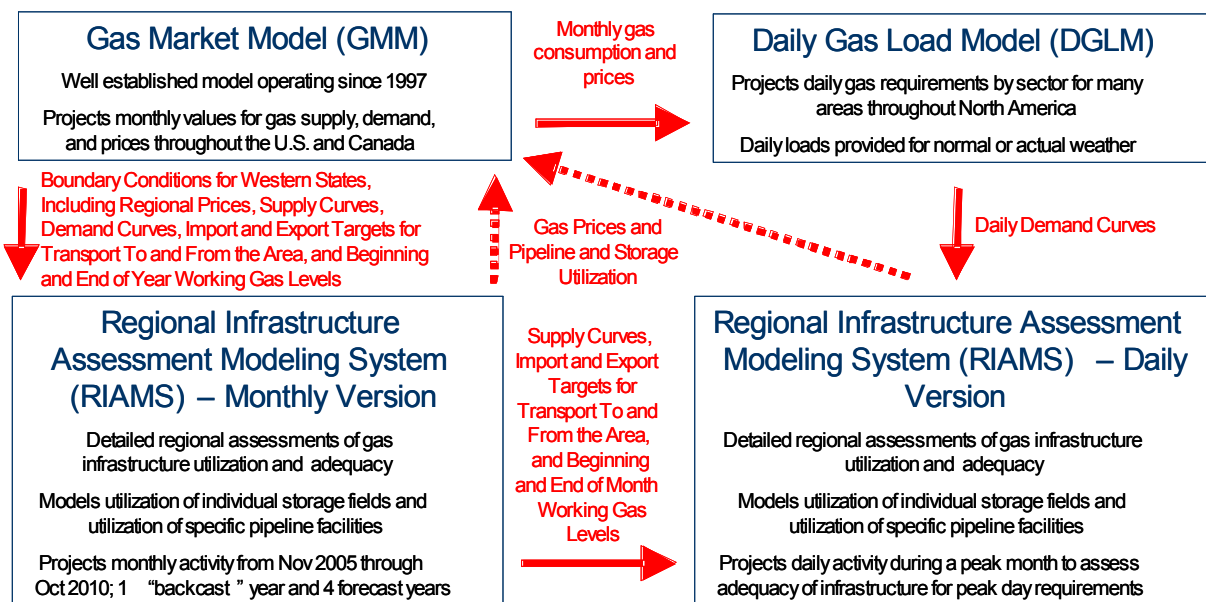 Gas Market Model (GMM)
Well established model operating since 1997
Projects monthly values for gas supply, demand,
and prices throughout the U.S. and Canada
Monthly gas
consumption and
prices
Daily Gas Load Model (DGLM)
Projects daily gas requirements by sector for many
areas throughout North America
Daily loads provided for normal or actual weather
Boundary Conditions for Western States,
Including Regional Prices, Supply Curves,
Demand Curves, Import and Export Targets for
Transport To and From the Area, and Beginning
and End of Year Working Gas Levels
Gas Prices and
Pipeline and Storage
Utilization
Daily Demand Curves
Regional Infrastructure
Assessment Modeling System
(RIAMS) – Monthly Version
Detailed regional assessments of gas
infrastructure utilization and adequacy
Models utilization of individual storage fields and
utilization of specific pipeline facilities
Projects monthly activity from Nov 2005 through
Oct 2010; 1 “backcast ” year and 4 forecast years
Supply Curves,
Import and Export
Targets for
Transport To and
From the Area,
and Beginning
and End of Month
Working Gas
Levels
Regional Infrastructure Assessment
Modeling System (RIAMS) – Daily
Version
Detailed regional assessments of gas infrastructure
utilization and adequacy
Models utilization of individual storage fields and
utilization of specific pipeline facilities
Projects daily activity during a peak month to assess
adequacy of infrastructure for peak day requirements